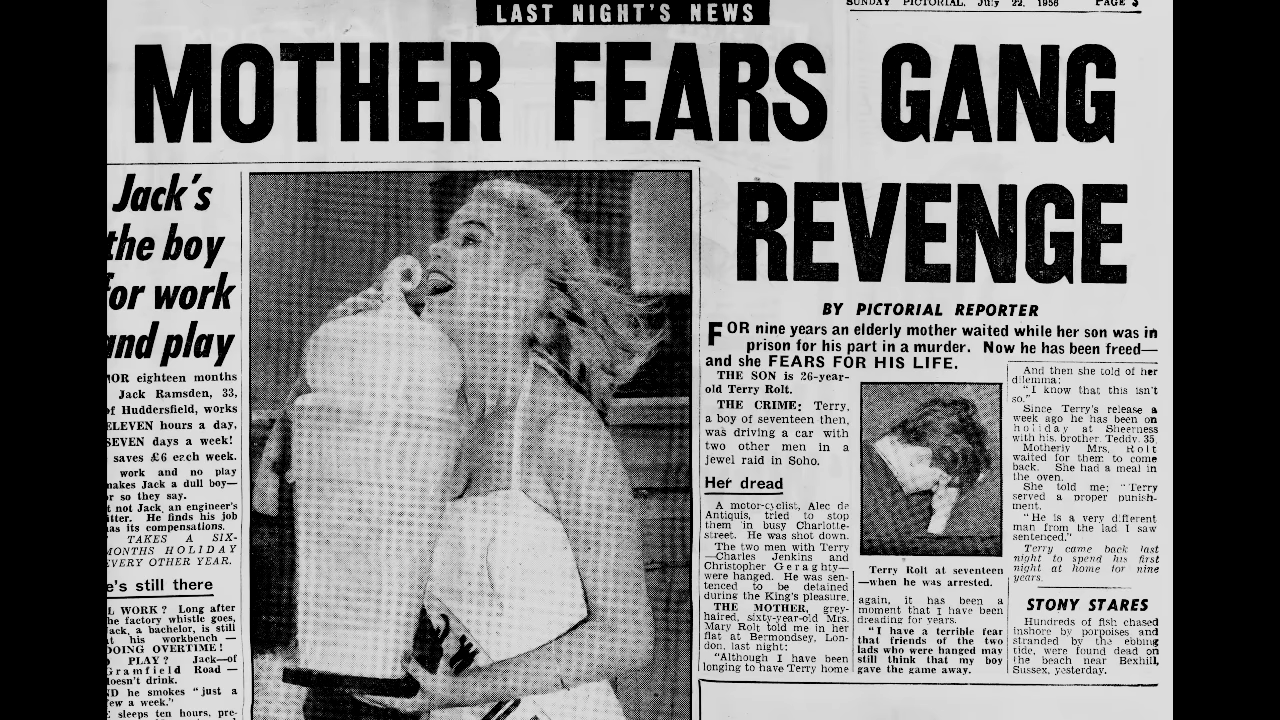 LAST NIGHT'S NEWS
SUNDAY PICTORIAL, July 22, 1956 PAGE 3
MOTHER FEARS GANG
REVENGE
Jack's
the boy
for work
and play
FOR eighteen months
Jack Ramsden, 33,
of Huddersfield, works
ELEVEN hours a day,
SEVEN days a week!
saves £6 each week.
work and no play
makes Jack a dull boy—
or so they say.
not Jack, an engineer's
fitter. He finds his job
has its compensations.
TAKES A SIX-
MONTHS HOLIDAY
EVERY OTHER YEAR.
e's still there
L WORK? Long after
the factory whistle goes,
Jack, a bachelor, is still
at his workbench —
DOING OVERTIME!
PLAY? Jack—of
Gramfield Road —
doesn't drink.
ND he smokes "just a
few a week."
sleeps ten hours, pre-
BY PICTORIAL REPORTER
FOR nine years an elderly mother waited while her son was in
prison for his part in a murder. Now he has been freed—
and she FEARS FOR HIS LIFE.
THE SON is 26-year-
old Terry Rolt.
THE CRIME: Terry,
a boy of seventeen then,
was driving a car with
two other men in a
jewel raid in Soho.
Her dread
A motor-cyclist, Alec de
Antiquis, tried to stop
them in busy Charlotte-
street. He was shot down.
The two men with Terry
—Charles Jenkins and
Christopher Geraghty—
were hanged. He was sen-
tenced to be detained
during the King's pleasure.
THE MOTHER, grey-
haired, sixty-year-old Mrs.
Mary Rolt told me in her
flat at Bermondsey, Lon-
don, last night:
"Although I have been
longing to have Terry home
Terry Rolt at seventeen
—when he was arrested.
again, it has been a
moment that I have been
dreading for years.
"I have a terrible fear
that friends of the two
lads who were hanged may
still think that my boy
gave the game away.
And then she told of her
dilemma:
"I know that this isn't
so."
Since Terry's release a
week ago he has been on
holiday at Sheerness
with his brother, Teddy, 35.
Motherly Mrs. Rolt
waited for them to come
back. She had a meal in
the oven.
She told me: "Terry
served a proper punish-
ment.
"He is a very different
man from the lad I saw
sentenced."
Terry came back last
night to spend his first
night at home for nine
years.
STONY STARES
Hundreds of fish chased
inshore by porpoises and
stranded by the ebbing
tide, were found dead on
the beach near Bexhill,
Sussex, yesterday.